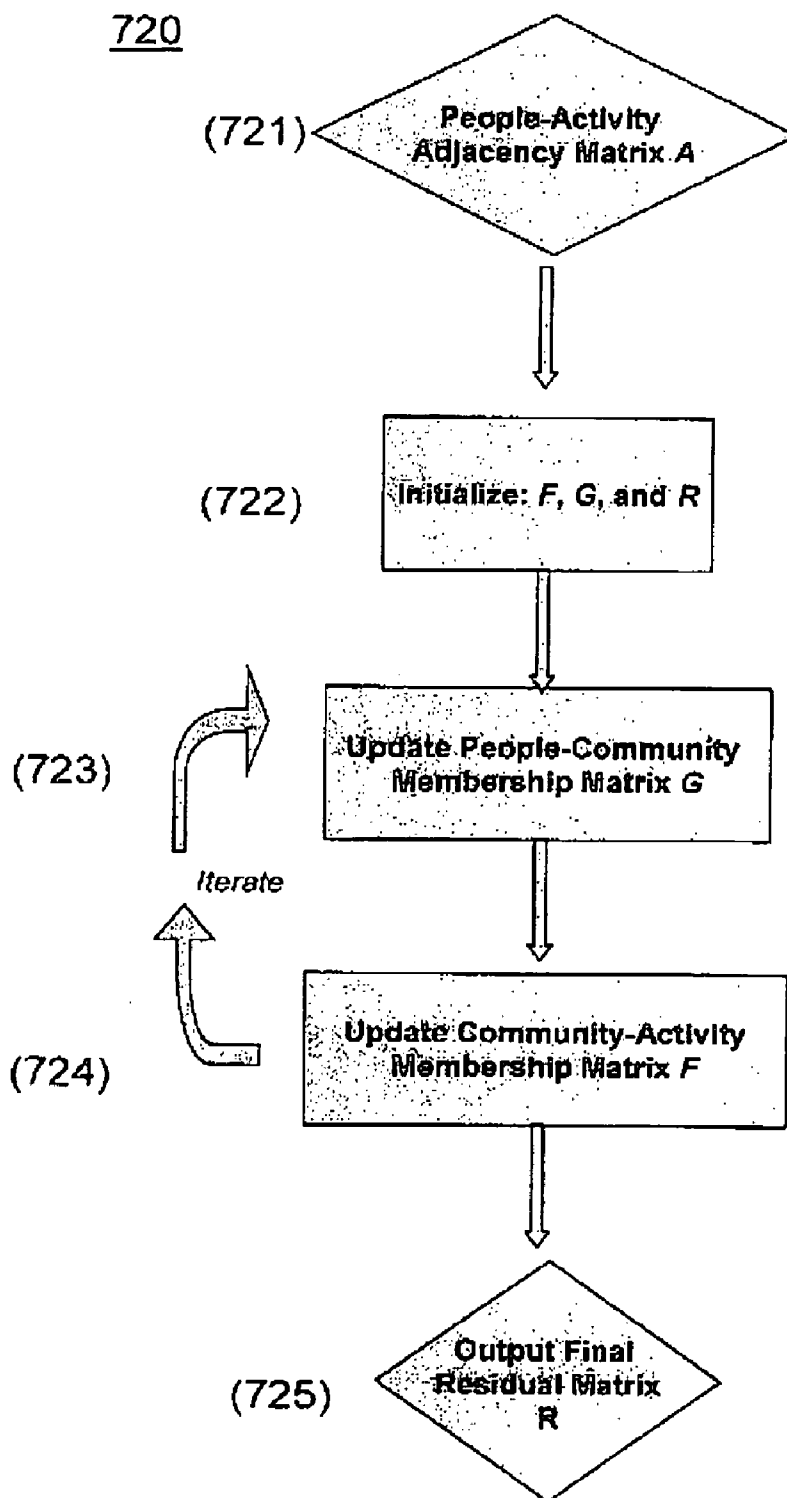 720
(721)
People-Activity
Adjacency Matrix A
(722)
Initialize: F, G, and R
(723)
Update People-Community
Membership Matrix G
Iterate
(724)
Update Community-Activity
Membership Matrix F
(725)
Output Final
Residual Matrix
R